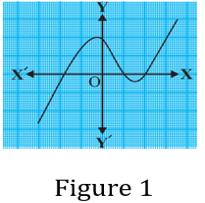 Y
X′ O X
Y′
Figure 1